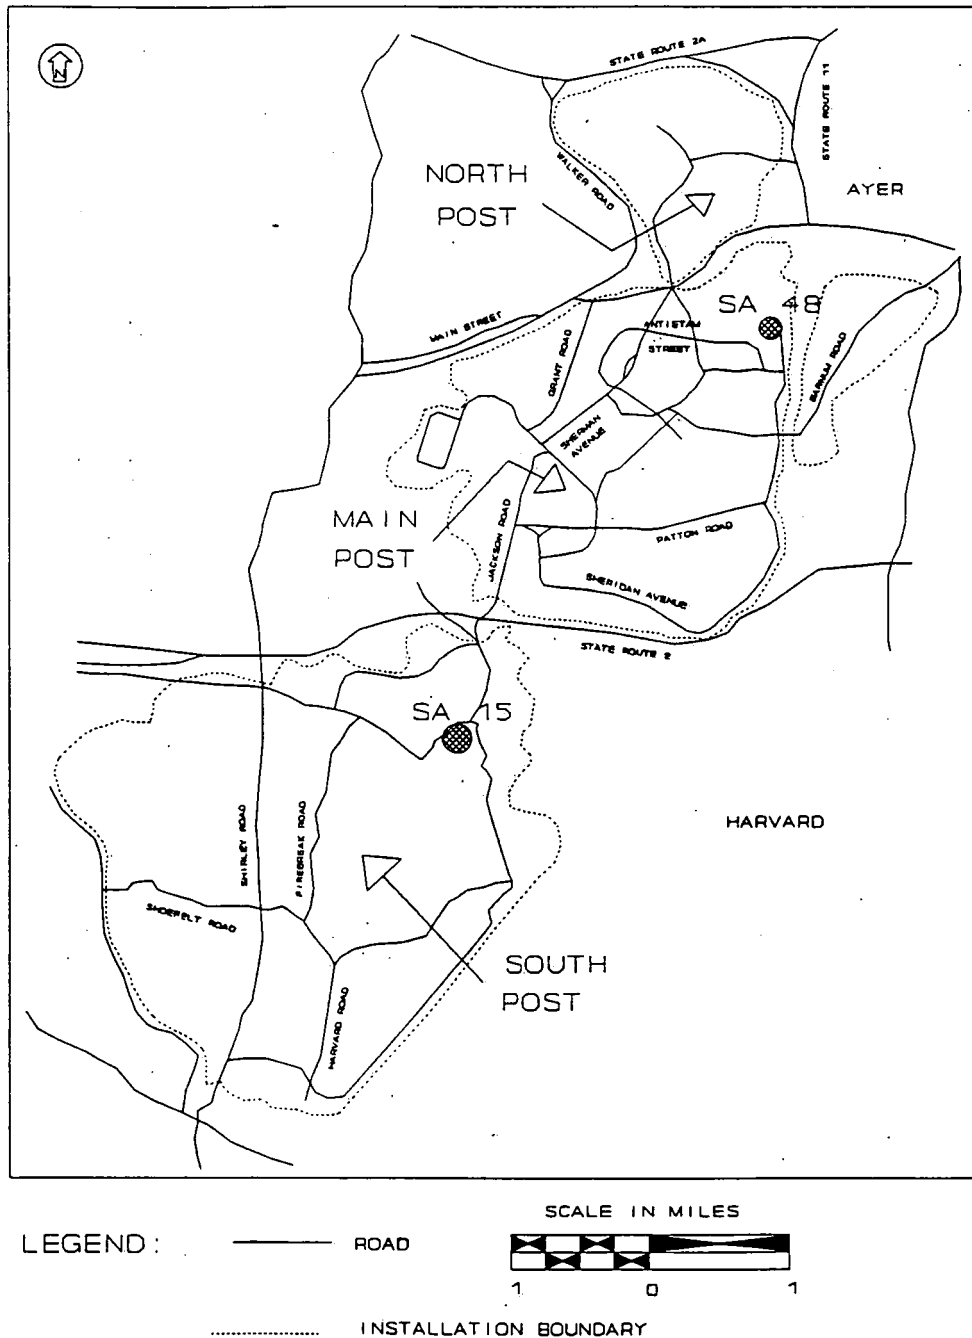 N
STATE ROUTE 2A
STATE ROUTE 11
NORTH
POST
WALKER ROAD
AYER
SA 48
MAIN STREET
ANTIETAM
STREET
GRANT ROAD
BARNUM ROAD
SHERMAN
AVENUE
MAIN
POST
JACKSON ROAD
PATTON ROAD
SHERIDAN AVENUE
STATE ROUTE 2
SA 15
HARVARD
SHIRLEY ROAD
FIREBREAK ROAD
SHOEFELT ROAD
SOUTH
POST
HARVARD ROAD
SCALE IN MILES
LEGEND:
ROAD
1 0 1
INSTALLATION BOUNDARY